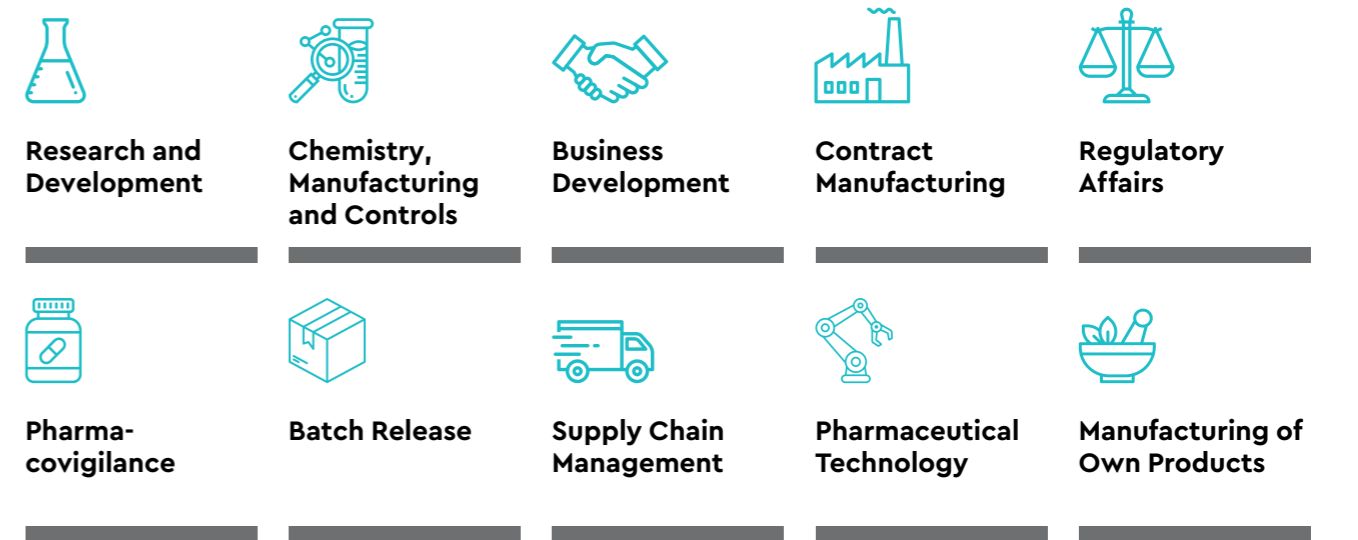 Research and
Development
Chemistry,
Manufacturing
and Controls
Business
Development
Contract
Manufacturing
Regulatory
Affairs
Pharma-
covigilance
Batch Release
Supply Chain
Management
Pharmaceutical
Technology
Manufacturing of
Own Products